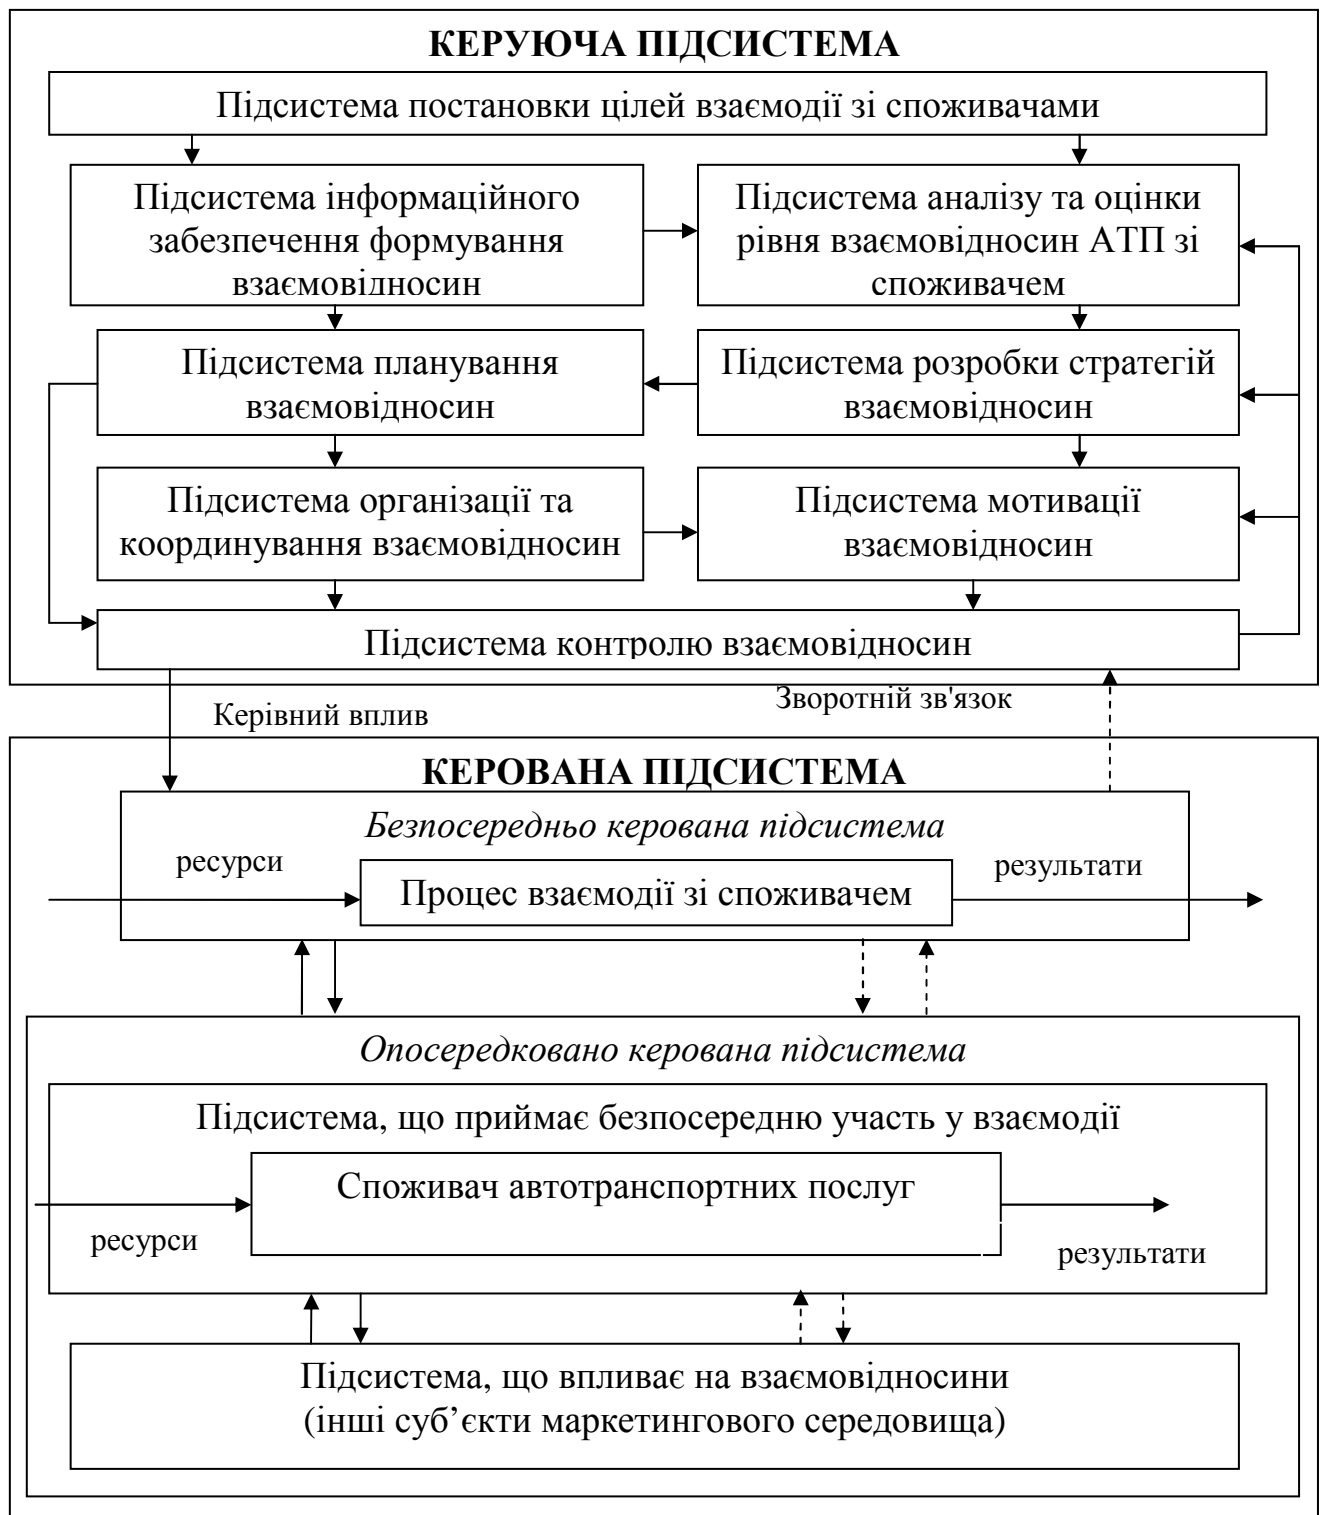 КЕРУЮЧА ПІДСИСТЕМА
Підсистема постановки цілей взаємодії зі споживачами
Підсистема інформаційного
забезпечення формування
взаємовідносин
Підсистема аналізу та оцінки
рівня взаємовідносин АТП зі
споживачем
Підсистема планування
взаємовідносин
Підсистема розробки стратегій
взаємовідносин
Підсистема організації та
координування взаємовідносин
Підсистема мотивації
взаємовідносин
Підсистема контролю взаємовідносин
Керівний вплив
Зворотній зв'язок
КЕРОВАНА ПІДСИСТЕМА
Безпосередньо керована підсистема
ресурси
Процес взаємодії зі споживачем
результати
Опосередковано керована підсистема
Підсистема, що приймає безпосередню участь у взаємодії
Споживач автотранспортних послуг
ресурси
результати
Підсистема, що впливає на взаємовідносини
(інші суб’єкти маркетингового середовища)